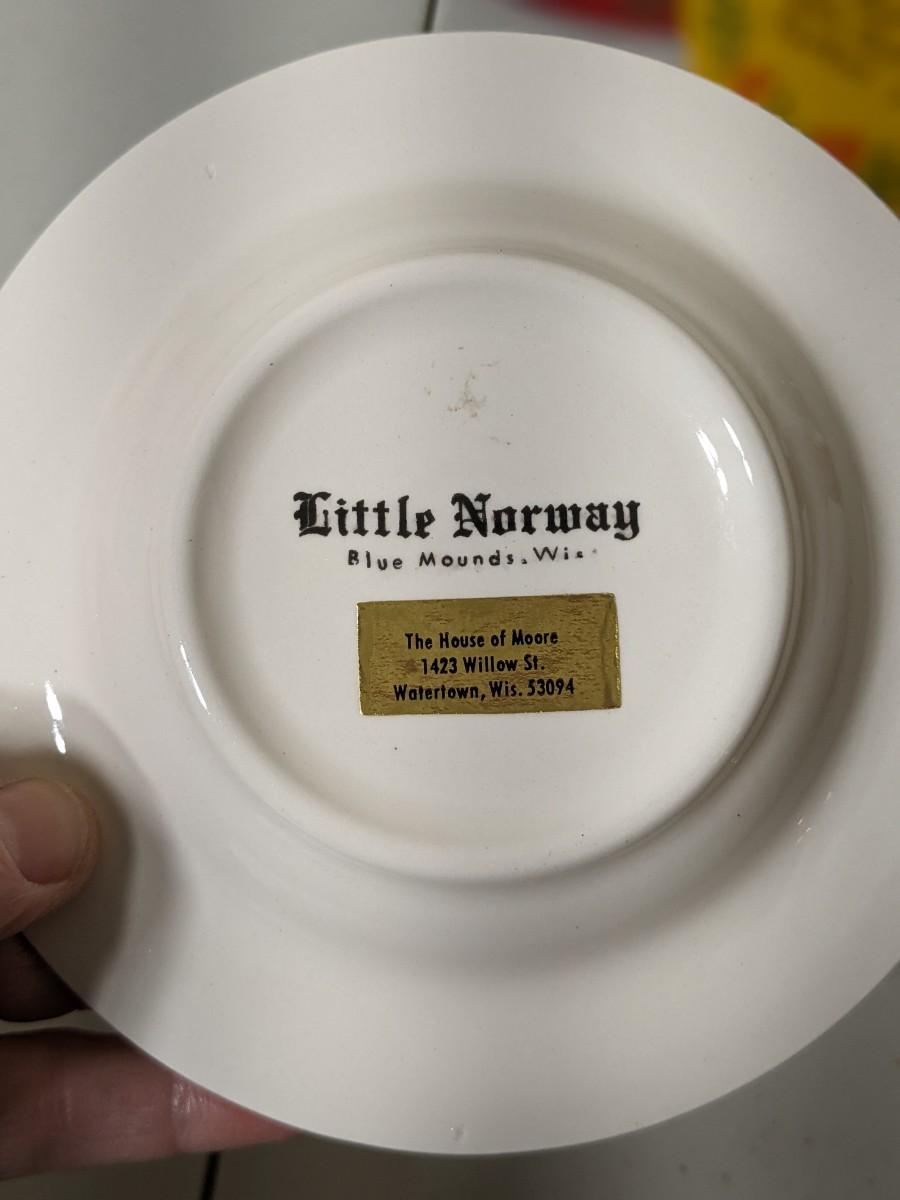 Little Norway
Blue Mounds. Wis.
The House of Moore
1423 Willow St.
Watertown, Wis. 53094